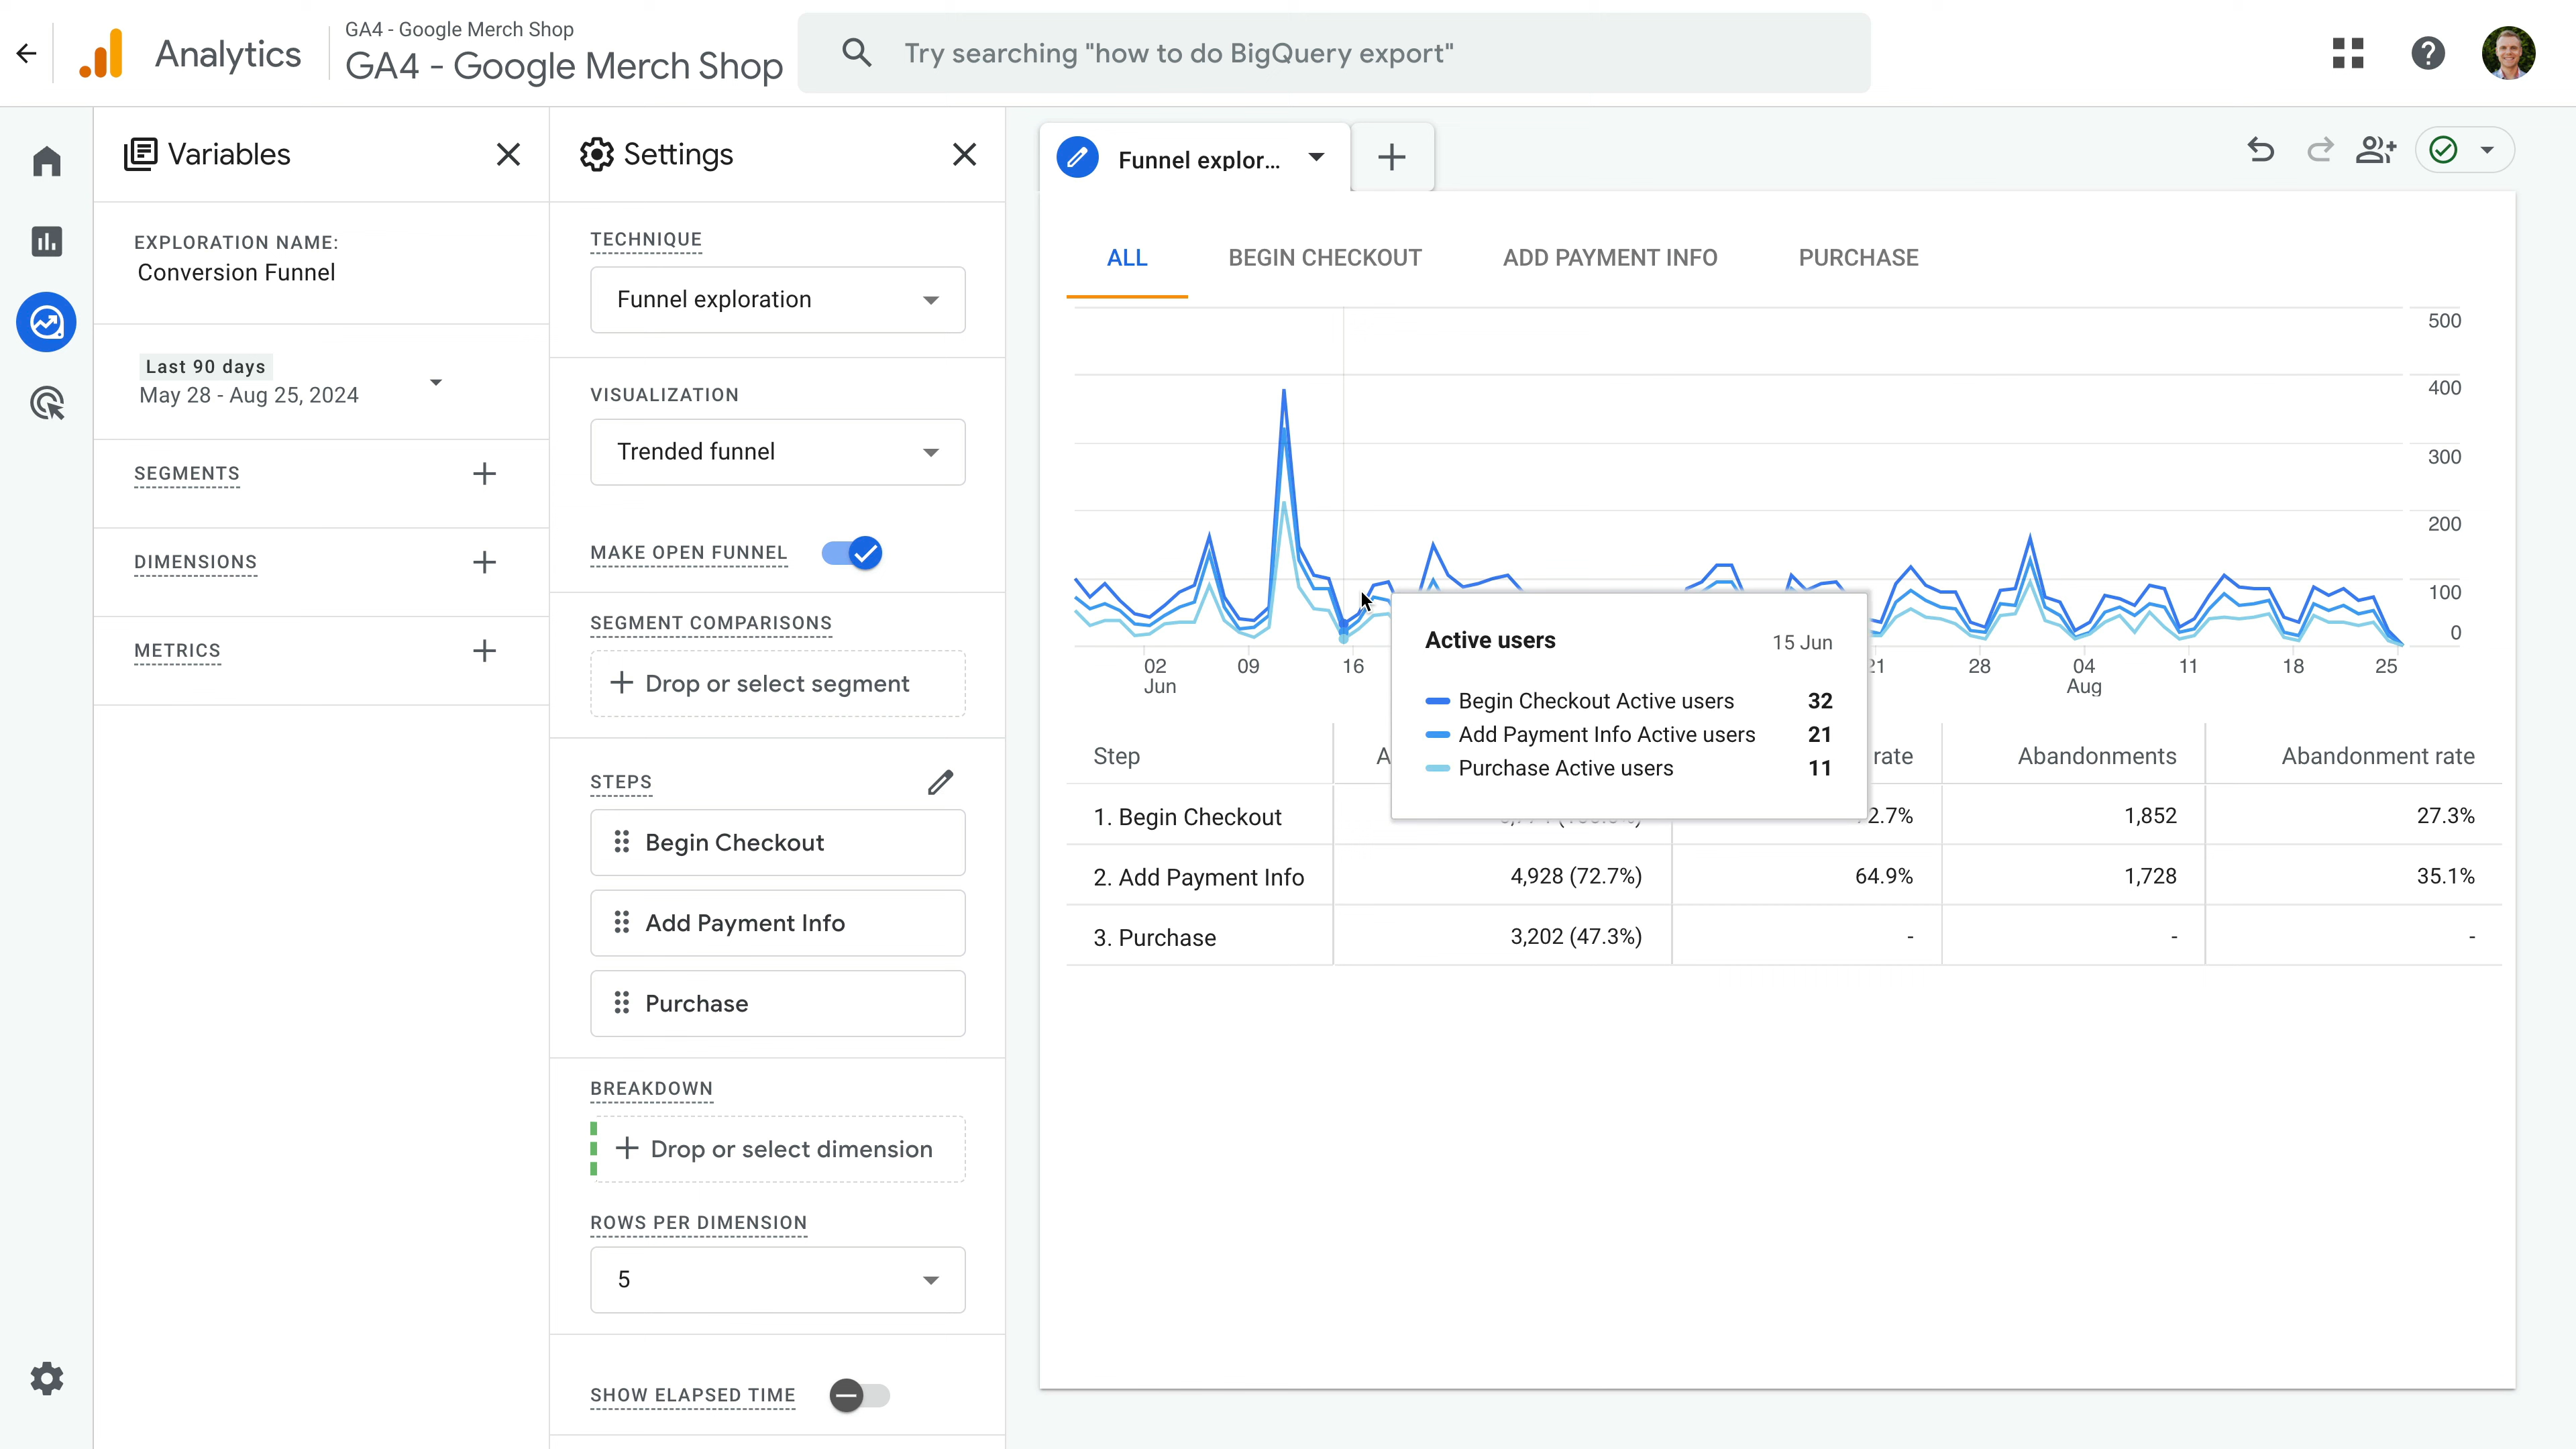 GA4 - Google Merch Shop
Analytics
GA4 - Google Merch Shop
Try searching "how to do BigQuery export"
Variables
EXPLORATION NAME:
Conversion Funnel
Last 90 days
May 28 - Aug 25, 2024
SEGMENTS
DIMENSIONS
METRICS
Settings
TECHNIQUE
Funnel exploration
VISUALIZATION
Trended funnel
MAKE OPEN FUNNEL
SEGMENT COMPARISONS
Drop or select segment
STEPS
Begin Checkout
Add Payment Info
Purchase
BREAKDOWN
Drop or select dimension
ROWS PER DIMENSION
5
SHOW ELAPSED TIME
Funnel explor...
ALL BEGIN CHECKOUT ADD PAYMENT INFO PURCHASE
500
400
300
200
100
0
02 09 16 21 28 04 11 18 25
Jun Aug
Active users 15 Jun
Begin Checkout Active users 32
Add Payment Info Active users 21
Purchase Active users 11
Step A rate Abandonments Abandonment rate
1. Begin Checkout 2.7% 1,852 27.3%
2. Add Payment Info 4,928 (72.7%) 64.9% 1,728 35.1%
3. Purchase 3,202 (47.3%) - - -